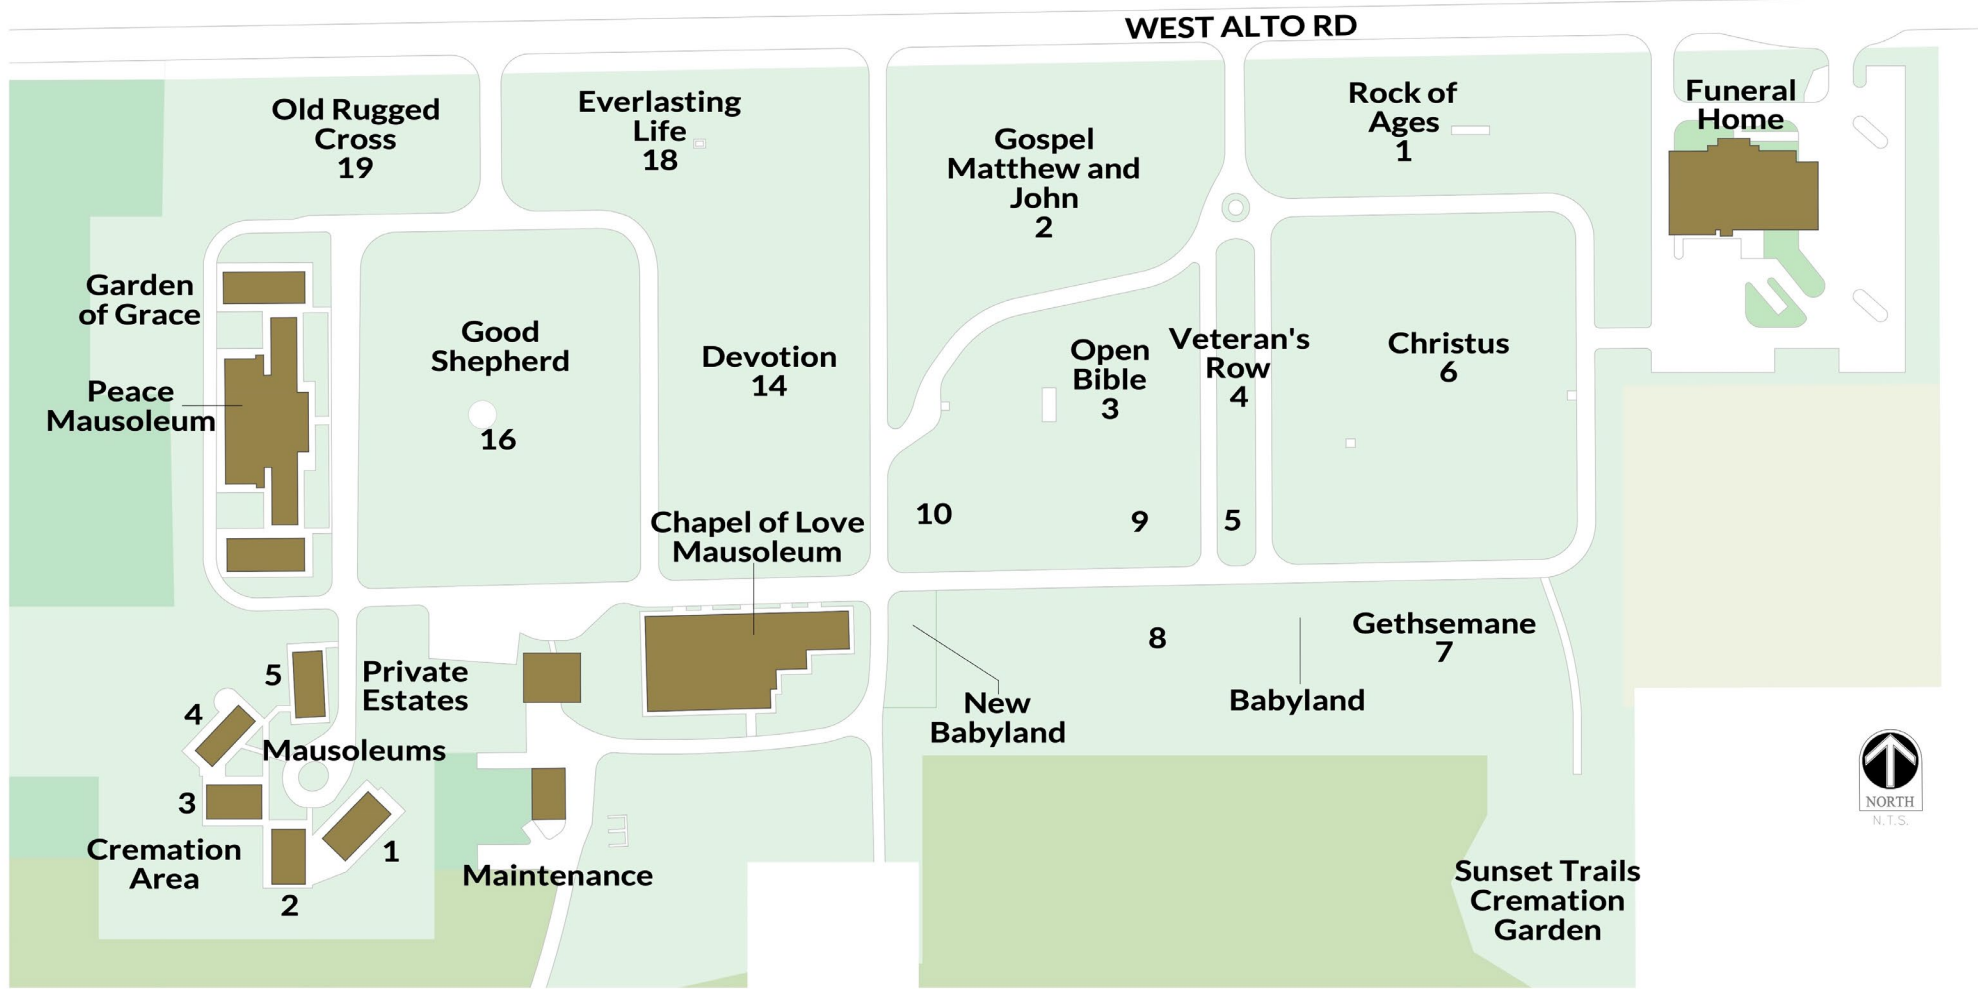 WEST ALTO RD
Old Rugged
Cross
19
Everlasting
Life
18
Gospel
Matthew and
John
2
Rock of
Ages
1
Funeral
Home
Garden
of Grace
Peace
Mausoleum
Good
Shepherd
16
Devotion
14
Open
Bible
3
Veteran's
Row
4
Christus
6
Chapel of Love
Mausoleum
10
9
5
8
Gethsemane
7
New
Babyland
Babyland
5
Private
Estates
4
Mausoleums
3
Cremation
Area
1
2
Maintenance
Sunset Trails
Cremation
Garden
NORTH
N.T.S.